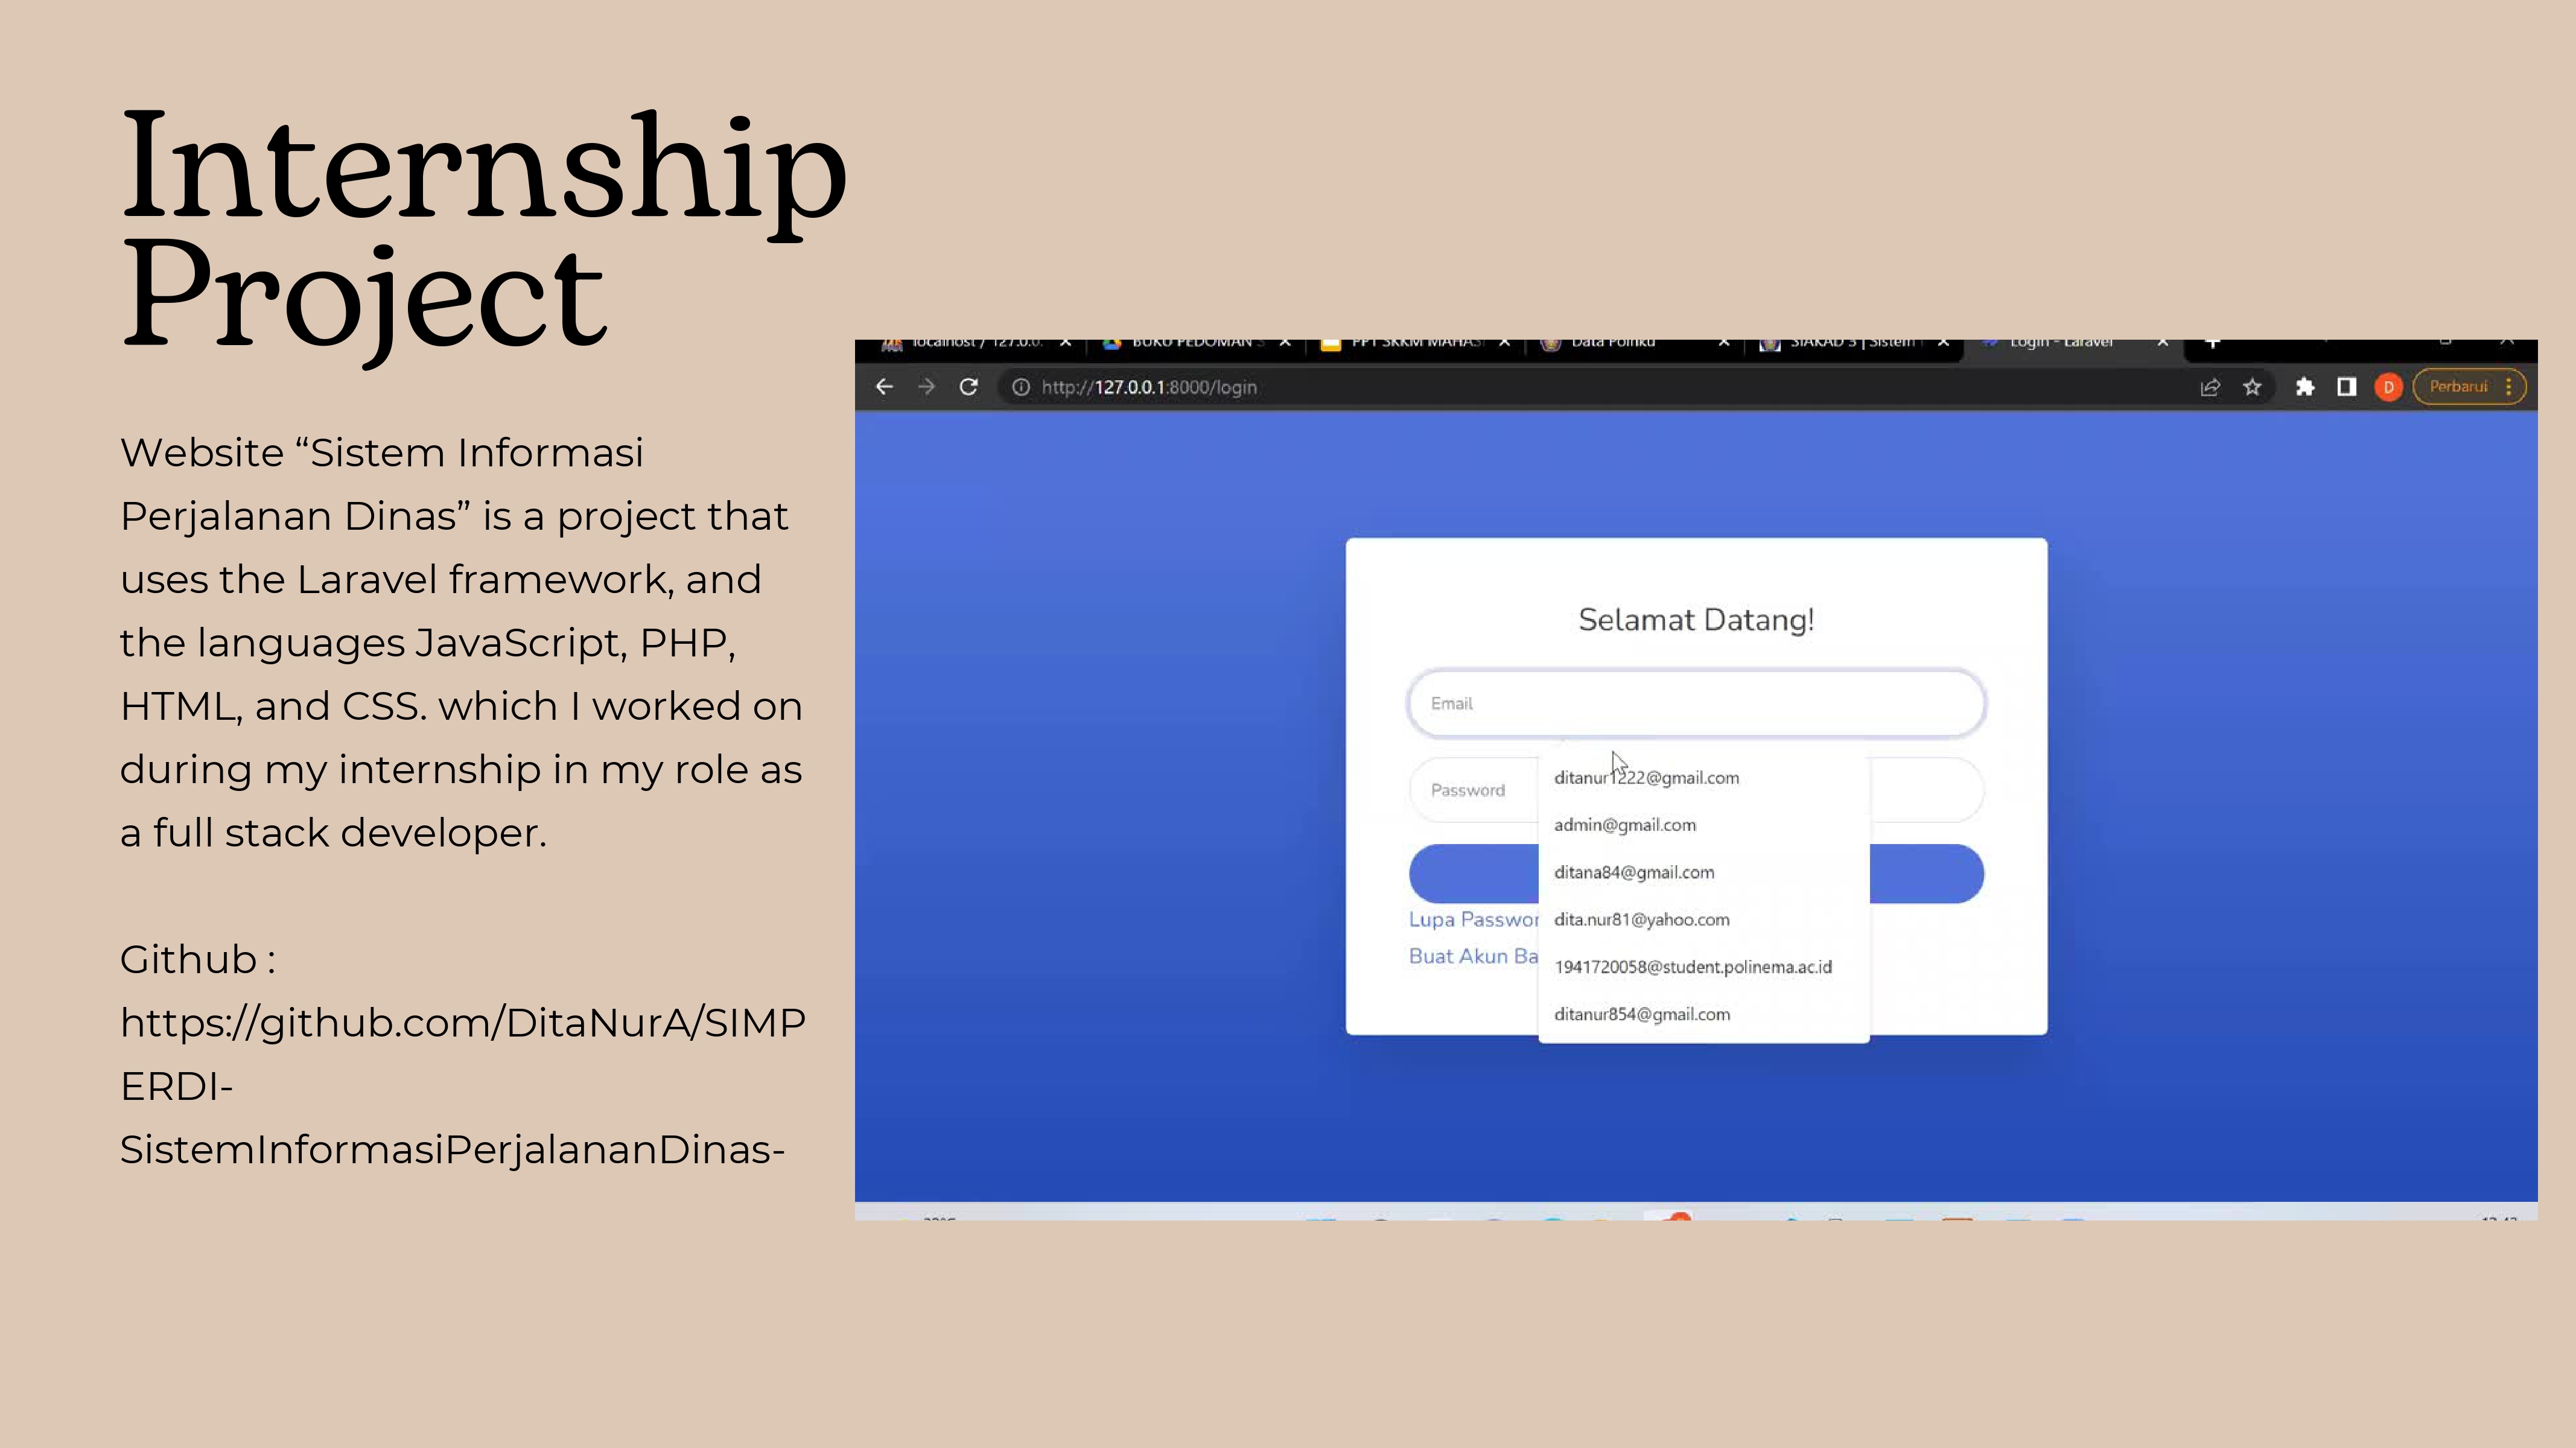 Internship
Project
Website “Sistem Informasi
Perjalanan Dinas” is a project that
uses the Laravel framework, and
the languages JavaScript, PHP,
HTML, and CSS. which I worked on
during my internship in my role as
a full stack developer.
Github :
https://github.com/DitaNurA/SIMP
ERDI-
SistemInformasiPerjalananDinas-
localhost / 127.0.0.
BUKU PEDOMAN
PPT SKKM MAHAS
Data Poinku
SIAKAD 3 | Sistem
Login - Laravel
http://127.0.0.1:8000/login
D
Perbarui
Selamat Datang!
Email
ditanur1222@gmail.com
Password
admin@gmail.com
ditana84@gmail.com
Lupa Passwor
dita.nur81@yahoo.com
Buat Akun Ba
1941720058@student.polinema.ac.id
ditanur854@gmail.com